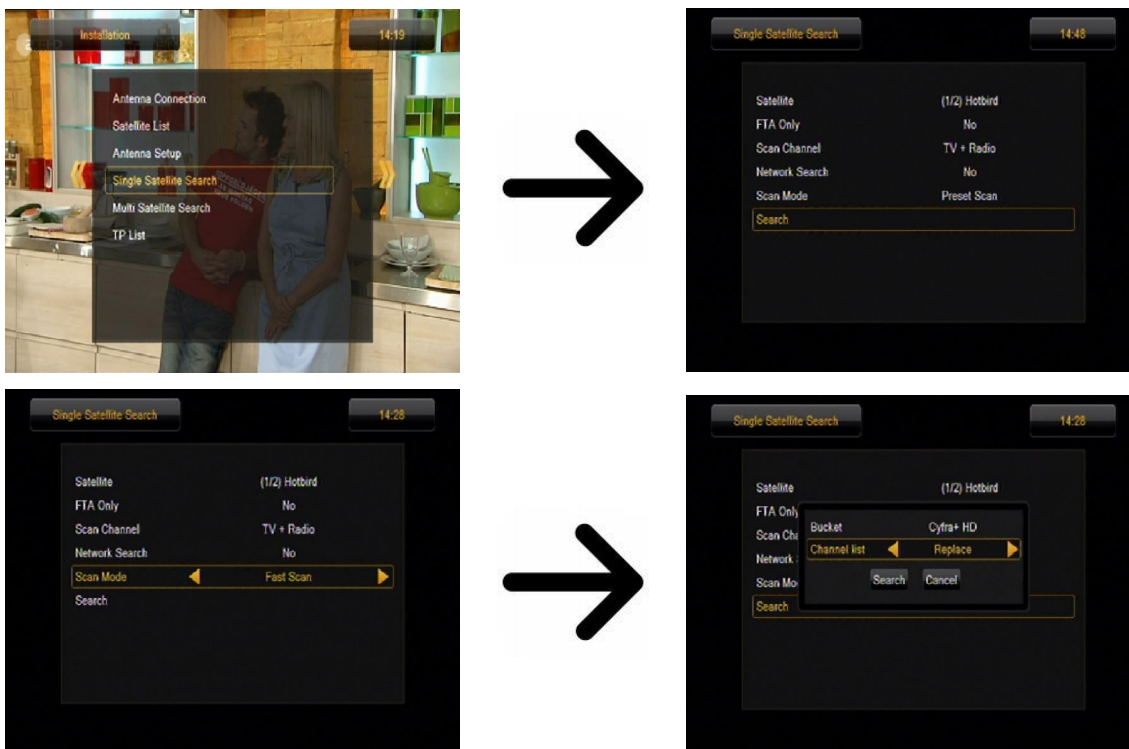 Installation 14:19
Antenna Connection
Satellite List
Antenna Setup
Single Satellite Search
Multi Satellite Search
TP List
Single Satellite Search 14:48
Satellite (1/2) Hotbird
FTA Only No
Scan Channel TV + Radio
Network Search No
Scan Mode Preset Scan
Search
Single Satellite Search 14:28
Satellite (1/2) Hotbird
FTA Only No
Scan Channel TV + Radio
Network Search No
Scan Mode Fast Scan
Search
Single Satellite Search 14:28
Satellite (1/2) Hotbird
FTA Only
Bucket Cyfra+ HD
Scan Cha
Channel list Replace
Network
Scan Mo
Search Cancel
Search